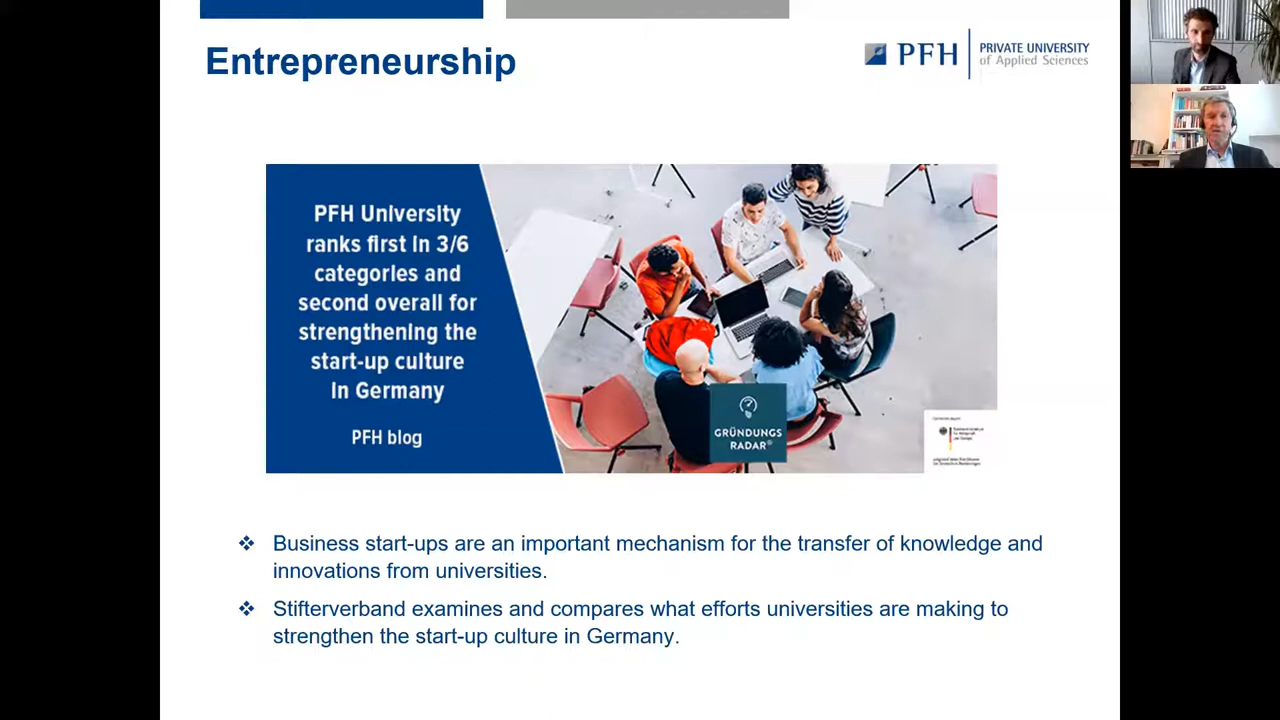 Entrepreneurship
PFH
PRIVATE UNIVERSITY
of Applied Sciences
PFH University
ranks first in 3/6
categories and
second overall for
strengthening the
start-up culture
in Germany
PFH blog
GRÜNDUNGS
RADAR®
Business start-ups are an important mechanism for the transfer of knowledge and
innovations from universities.
Stifterverband examines and compares what efforts universities are making to
strengthen the start-up culture in Germany.